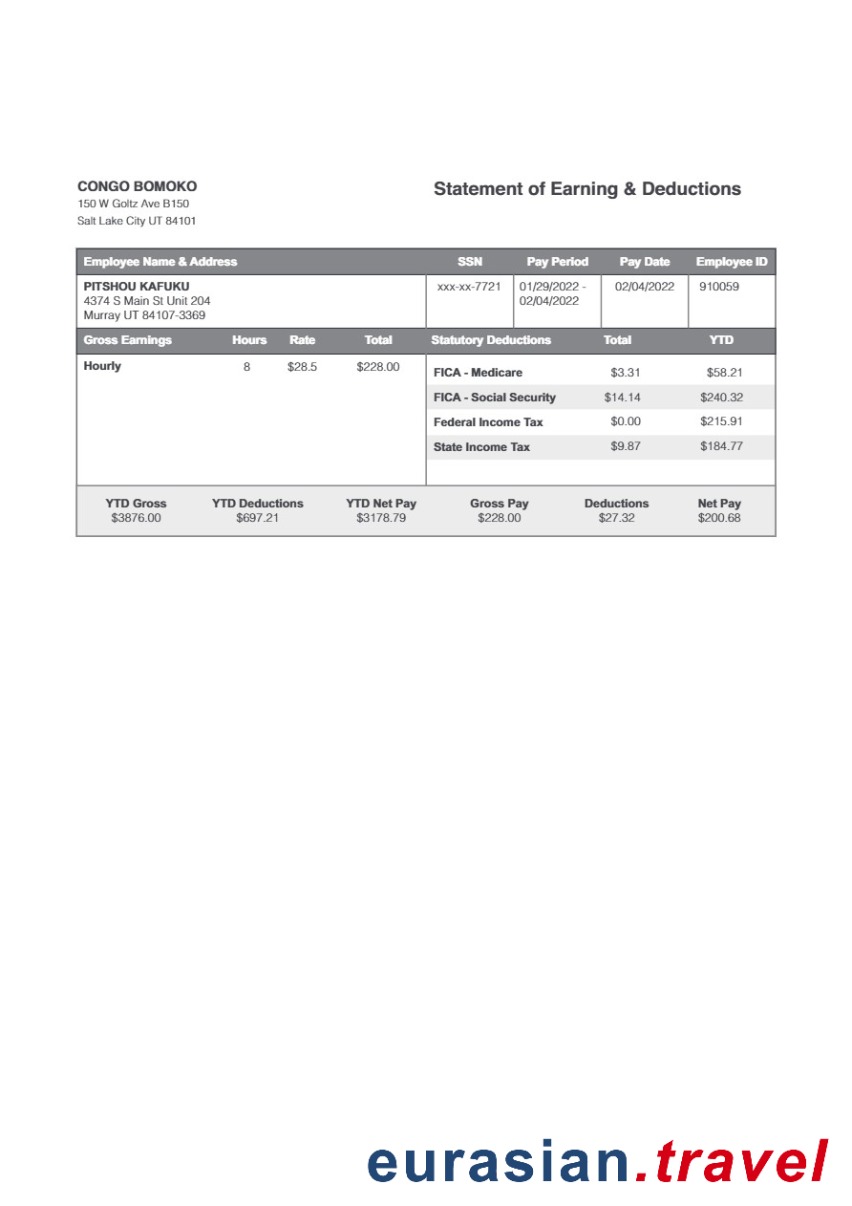 CONGO BOMOKO
150 W Goltz Ave B150
Salt Lake City UT 84101
Statement of Earning & Deductions
Employee Name & Address SSN Pay Period Pay Date Employee ID
PITSHOU KAFUKU xxx-xx-7721 01/29/2022 - 02/04/2022 910059
4374 S Main St Unit 204 02/04/2022
Murray UT 84107-3369
Gross Earnings Hours Rate Total Statutory Deductions Total YTD
Hourly 8 $28.5 $228.00
FICA - Medicare $3.31 $58.21
FICA - Social Security $14.14 $240.32
Federal Income Tax $0.00 $215.91
State Income Tax $9.87 $184.77
YTD Gross YTD Deductions YTD Net Pay Gross Pay Deductions Net Pay
$3876.00 $697.21 $3178.79 $228.00 $27.32 $200.68
eurasian.travel